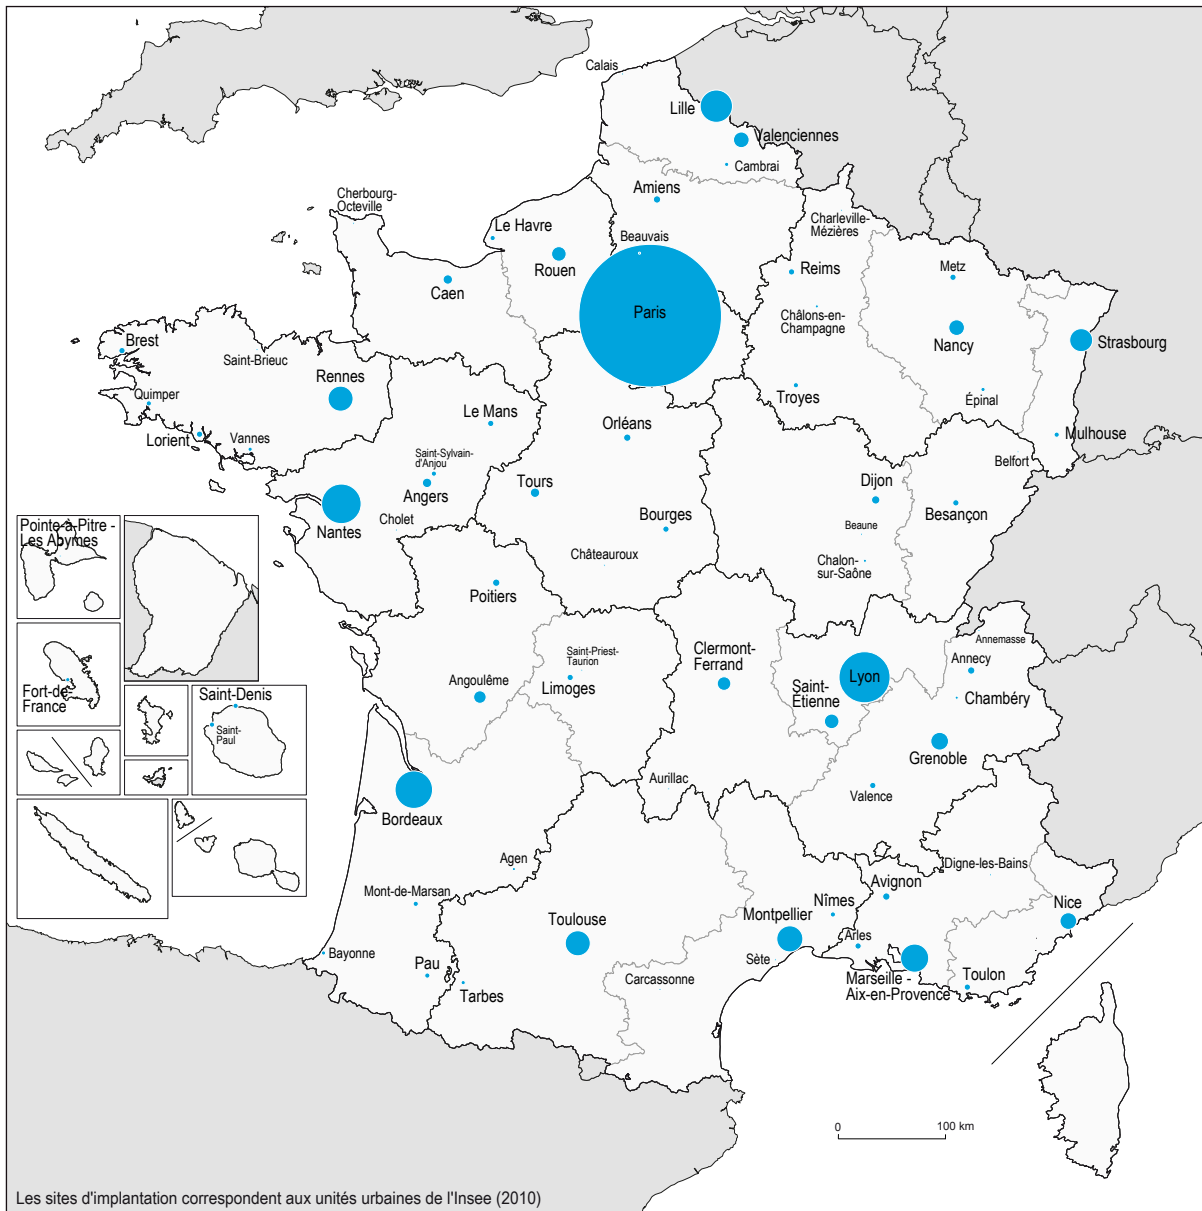 Calais
Lille
Valenciennes
Cambrai
Amiens
Cherbourg-
Octeville
Charleville-
Mézières
Le Havre
Beauvais
Rouen
Reims
Metz
Caen
Paris
Châlons-en-
Champagne
Nancy
Strasbourg
Brest
Saint-Brieuc
Rennes
Quimper
Le Mans
Troyes
Épinal
Lorient
Vannes
Orléans
Mulhouse
Saint-Sylvain-
d'Anjou
Belfort
Tours
Angers
Dijon
Nantes
Cholet
Bourges
Beaune
Besançon
Pointe-à-Pitre -
Les Abymes
Châteauroux
Chalon-
sur-Saône
Poitiers
Annemasse
Saint-Priest-
Taurion
Clermont-
Ferrand
Lyon
Annecy
Angoulême
Limoges
Saint-
Étienne
Chambéry
Fort-de-
France
Saint-Denis
Saint-
Paul
Grenoble
Aurillac
Valence
Bordeaux
Agen
Digne-les-Bains
Mont-de-Marsan
Avignon
Nîmes
Nice
Toulouse
Montpellier
Arles
Bayonne
Sète
Pau
Carcassonne
Marseille -
Aix-en-Provence
Toulon
Tarbes
0
100 km
Les sites d'implantation correspondent aux unités urbaines de l'Insee (2010)